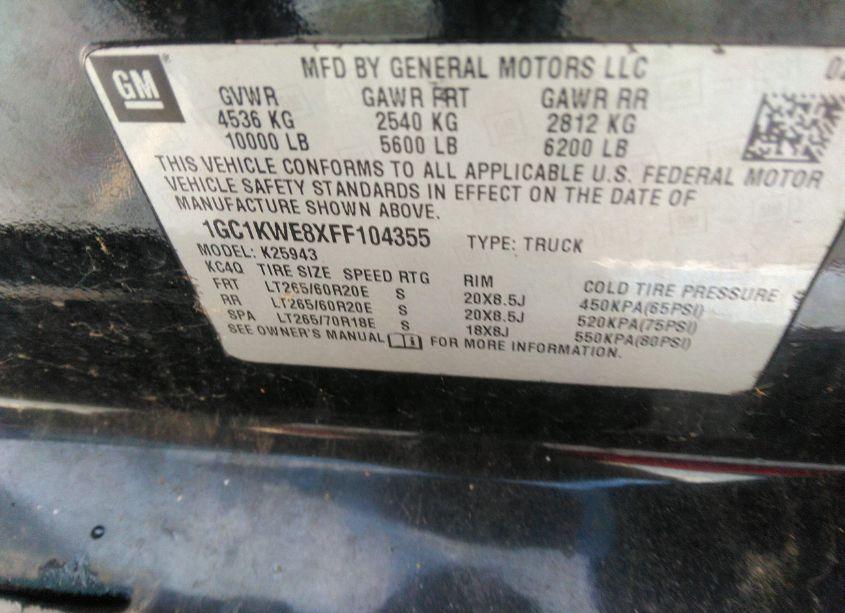 GM
MFD BY GENERAL MOTORS LLC
GVWR GAWR FRT GAWR RR
4536 KG 2540 KG 2812 KG
10000 LB 5600 LB 6200 LB
THIS VEHICLE CONFORMS TO ALL APPLICABLE U.S. FEDERAL MOTOR
VEHICLE SAFETY STANDARDS IN EFFECT ON THE DATE OF
MANUFACTURE SHOWN ABOVE.
1GC1KWE8XFF104355 TYPE: TRUCK
MODEL: K25943
KC4Q TIRE SIZE SPEED RTG RIM COLD TIRE PRESSURE
FRT LT265/60R20E S 20X8.5J 450KPA(65PSI)
RR LT265/60R20E S 20X8.5J 520KPA(75PSI)
SPA LT265/70R18E S 18X8J 550KPA(80PSI)
SEE OWNER'S MANUAL FOR MORE INFORMATION.